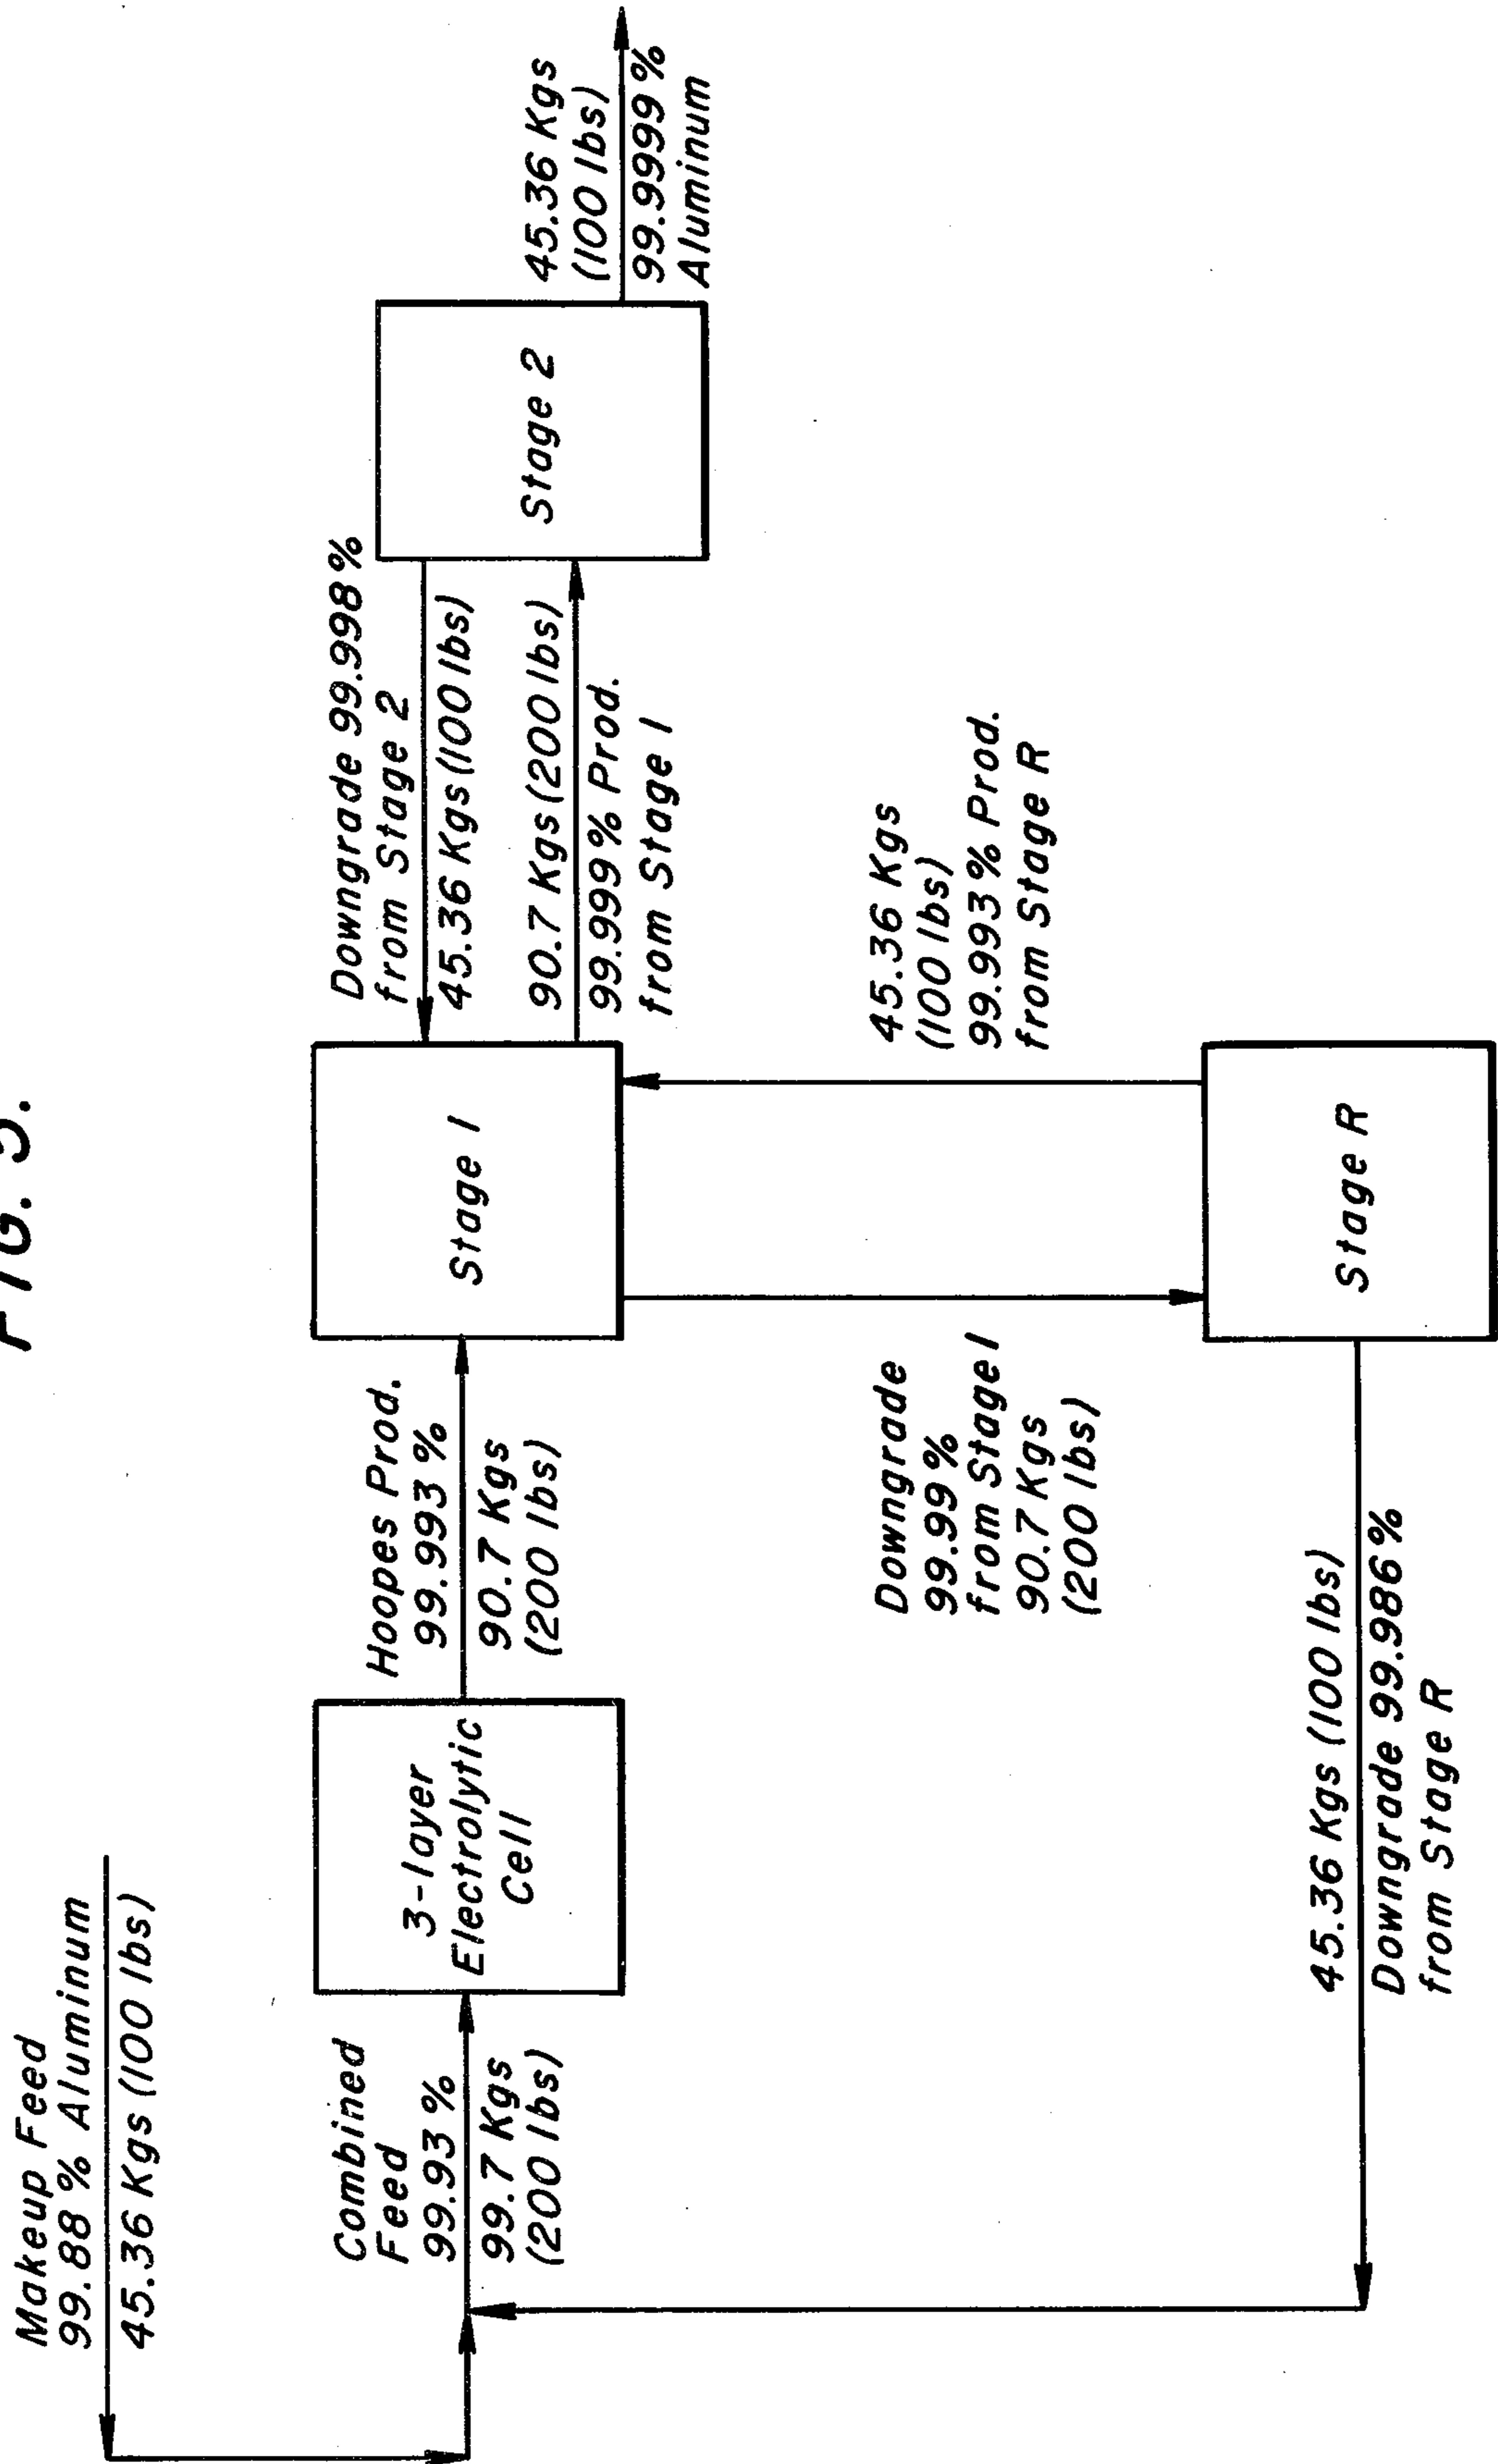 FIG. 5.
Makeup Feed
99.88 % Aluminum
45.36 Kgs (100 lbs)
Combined
Feed
99.93 %
99.7 Kgs
(200 lbs)
3-layer
Electrolytic
Cell
Hoopes Prod.
99.993 %
90.7 Kgs
(200 lbs)
Stage 1
Downgrade 99.998 %
from Stage 2
45.36 Kgs (100 lbs)
90.7 Kgs (200 lbs)
99.999 % Prod.
from Stage 1
Stage 2
45.36 Kgs
(100 lbs)
99.9999 %
Aluminum
Downgrade
99.99 %
from Stage 1
90.7 Kgs
(200 lbs)
45.36 Kgs
(100 lbs)
99.993 % Prod.
from Stage R
Stage R
45.36 Kgs (100 lbs)
Downgrade 99.986 %
from Stage R